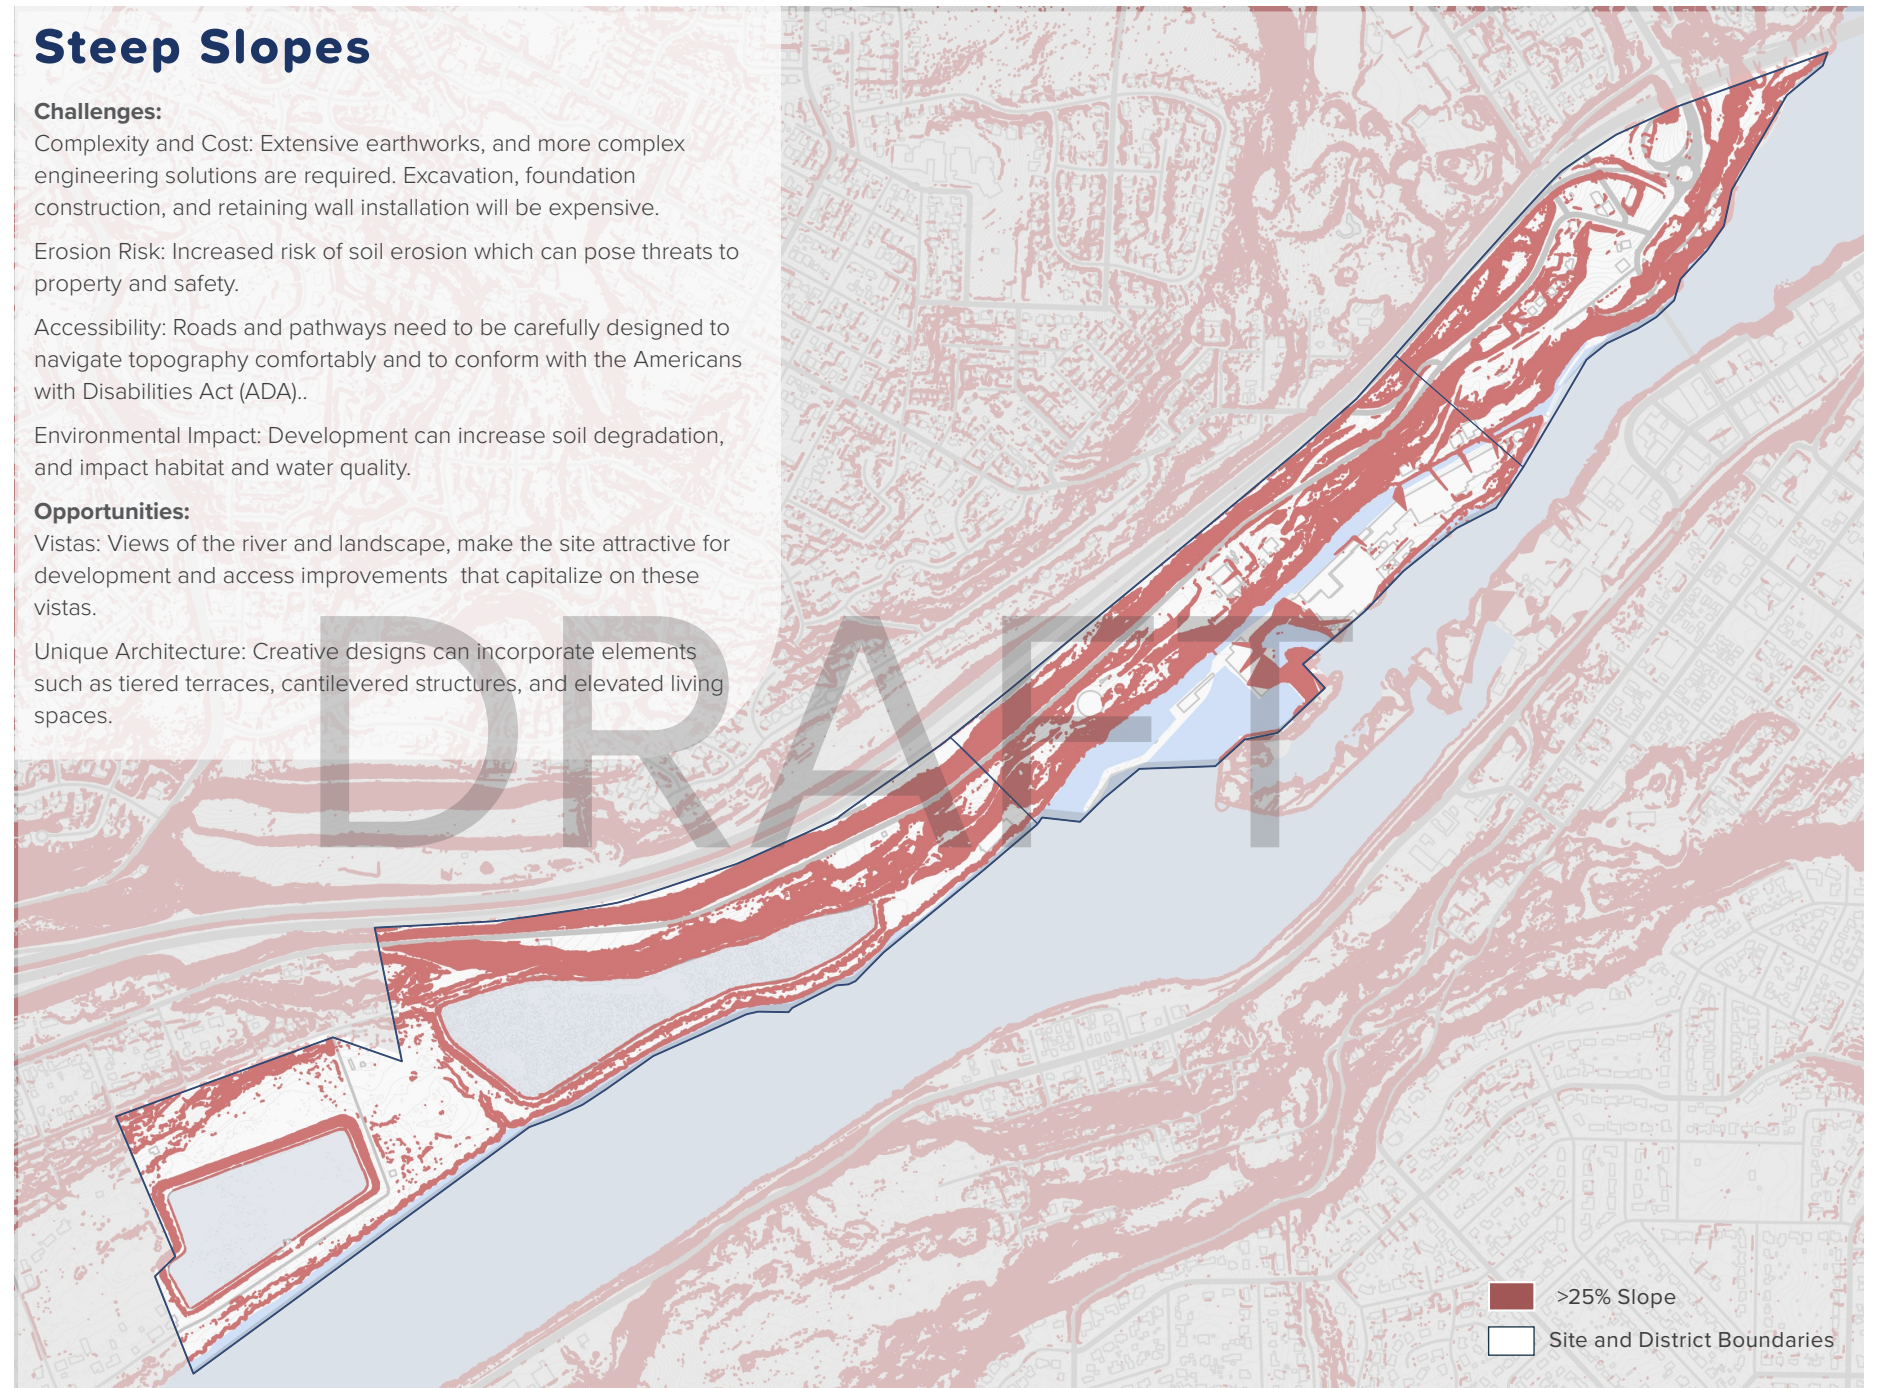 Steep Slopes
Challenges:
Complexity and Cost: Extensive earthworks, and more complex
engineering solutions are required. Excavation, foundation
construction, and retaining wall installation will be expensive.
Erosion Risk: Increased risk of soil erosion which can pose threats to
property and safety.
Accessibility: Roads and pathways need to be carefully designed to
navigate topography comfortably and to conform with the Americans
with Disabilities Act (ADA)..
Environmental Impact: Development can increase soil degradation,
and impact habitat and water quality.
Opportunities:
Vistas: Views of the river and landscape, make the site attractive for
development and access improvements  that capitalize on these
vistas.
Unique Architecture: Creative designs can incorporate elements
such as tiered terraces, cantilevered structures, and elevated living
spaces.
DRAFT
>25% Slope
Site and District Boundaries